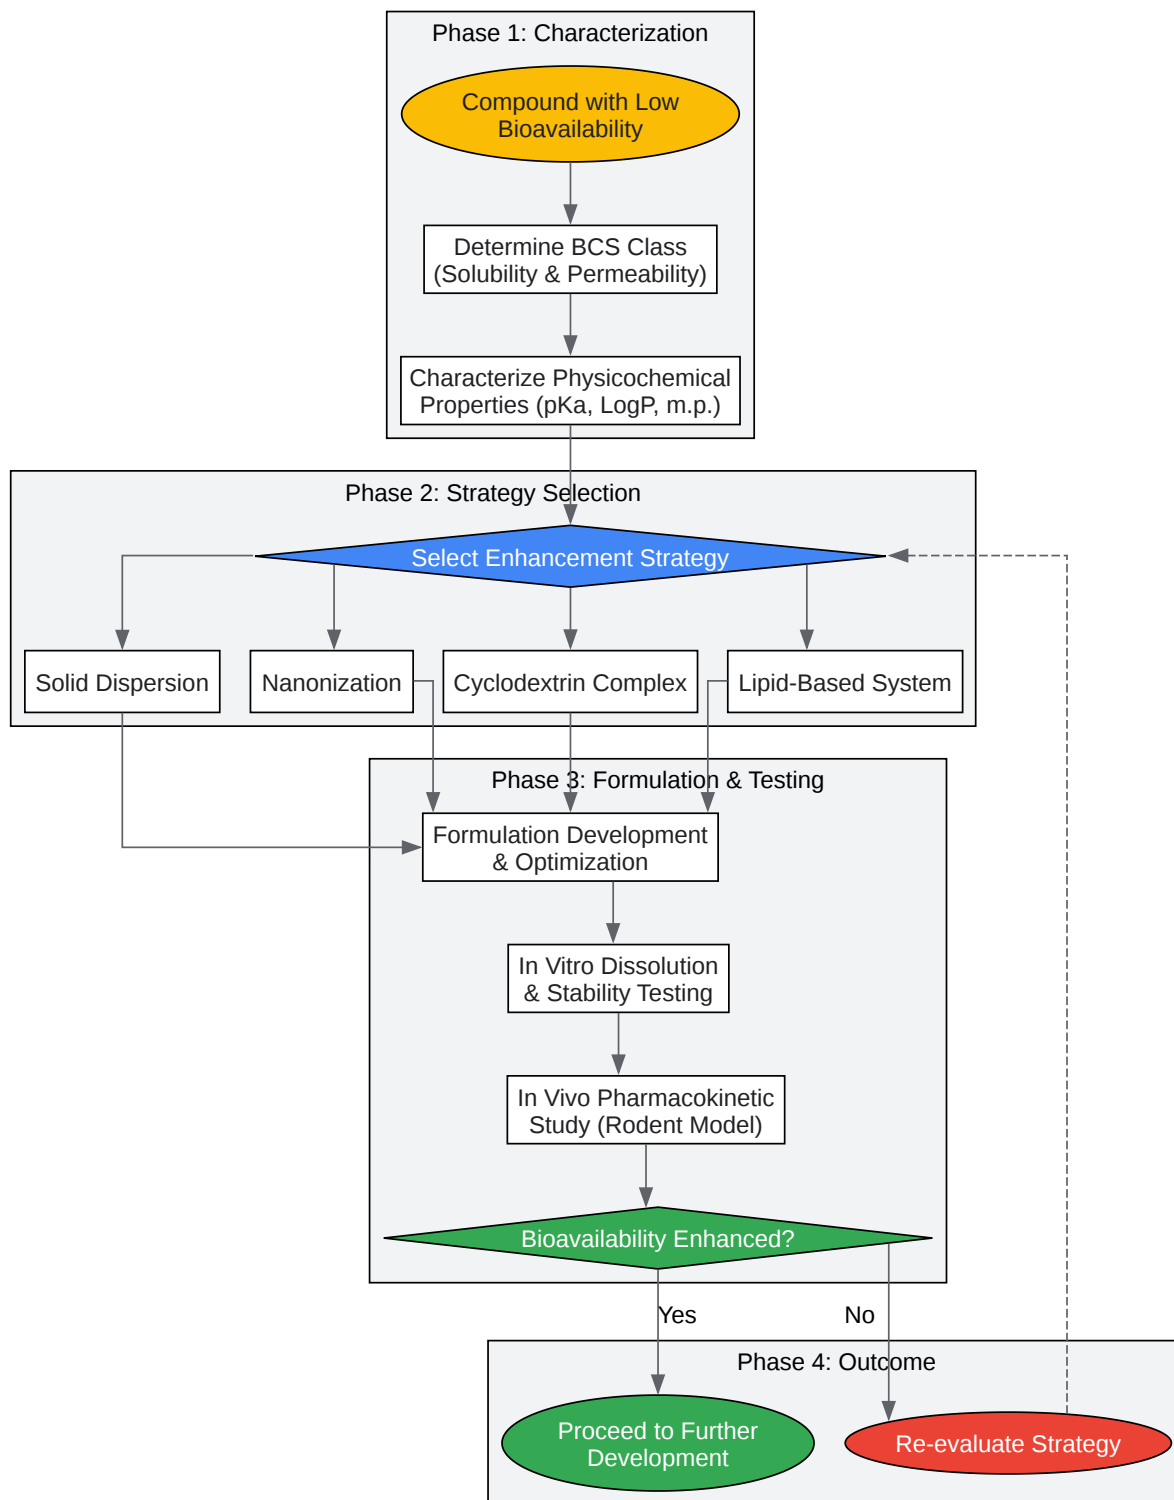 Phase 1: Characterization
Compound with Low
Bioavailability
Determine BCS Class
(Solubility & Permeability)
Characterize Physicochemical
Properties (pKa, LogP, m.p.)
Phase 2: Strategy Selection
Select Enhancement Strategy
Solid Dispersion
Nanonization
Cyclodextrin Complex
Lipid-Based System
Phase 3: Formulation & Testing
Formulation Development
& Optimization
In Vitro Dissolution
& Stability Testing
In Vivo Pharmacokinetic
Study (Rodent Model)
Bioavailability Enhanced?
Yes
No
Phase 4: Outcome
Proceed to Further
Development
Re-evaluate Strategy